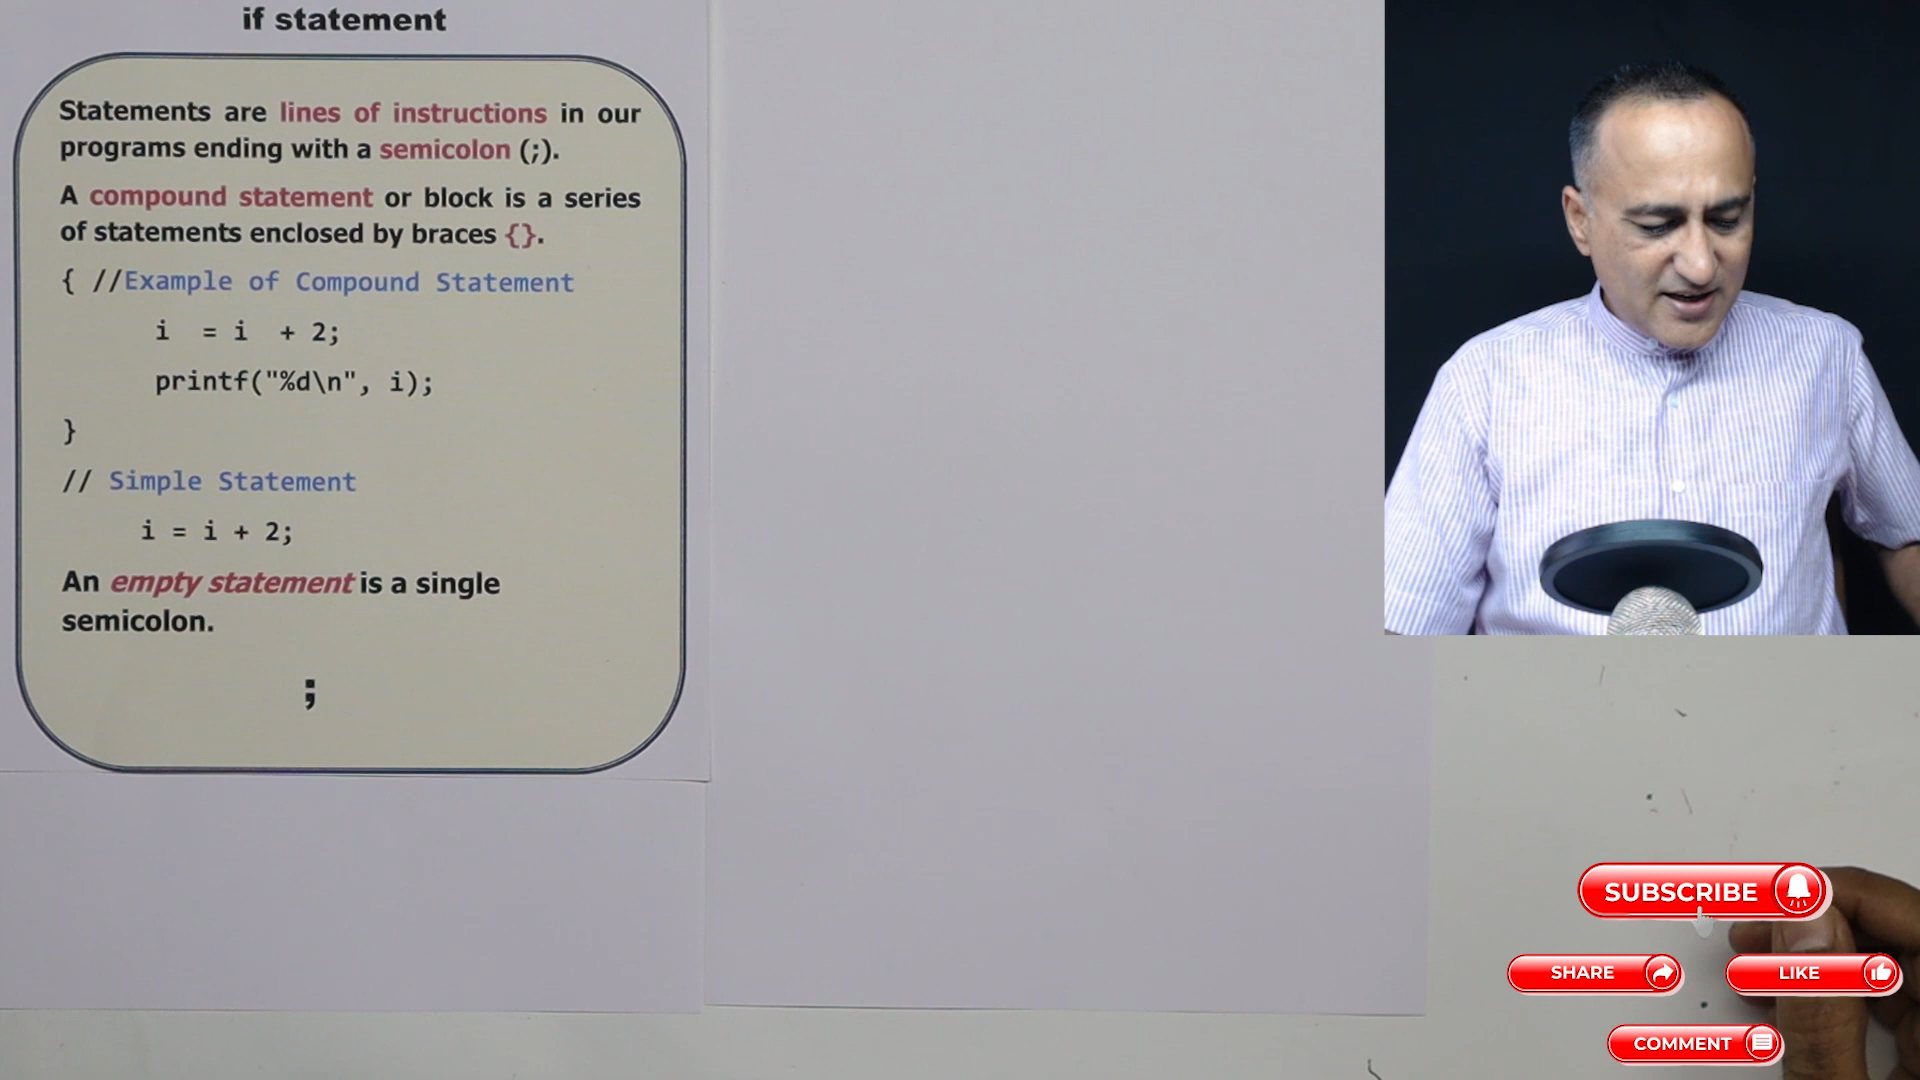 if statement
Statements are lines of instructions in our
programs ending with a semicolon (;).
A compound statement or block is a series
of statements enclosed by braces {}.
{ //Example of Compound Statement
i = i + 2;
printf("%d\n", i);
}
// Simple Statement
i = i + 2;
An empty statement is a single
semicolon.
;
SUBSCRIBE
SHARE
LIKE
COMMENT